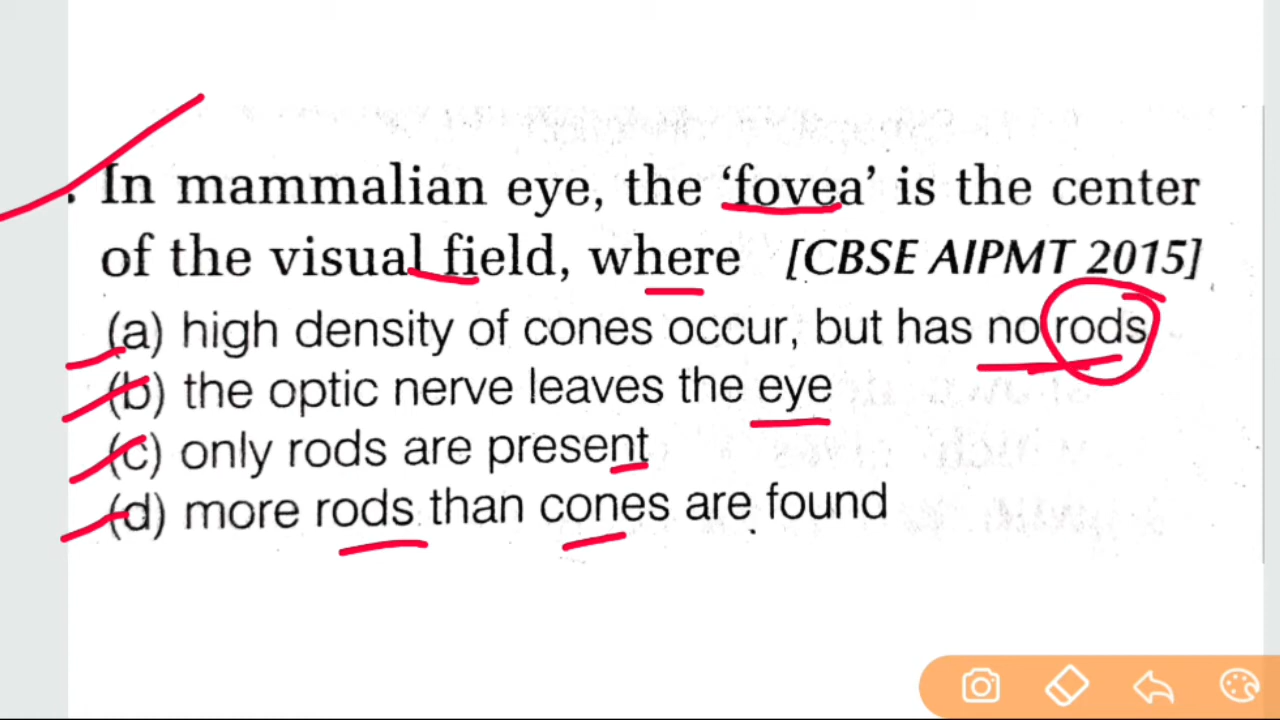 . In mammalian eye, the ‘fovea’ is the center
of the visual field, where [CBSE AIPMT 2015]
(a) high density of cones occur, but has no rods
(b) the optic nerve leaves the eye
(c) only rods are present
(d) more rods than cones are found